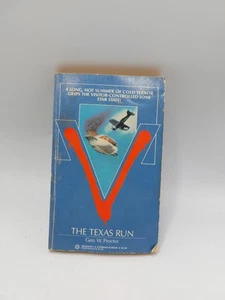 A LONG, HOT SUMMER OF COLD TERROR
GRIPS THE VISITOR-CONTROLLED LONE
STAR STATE!
V
THE TEXAS RUN
Geo. W. Proctor